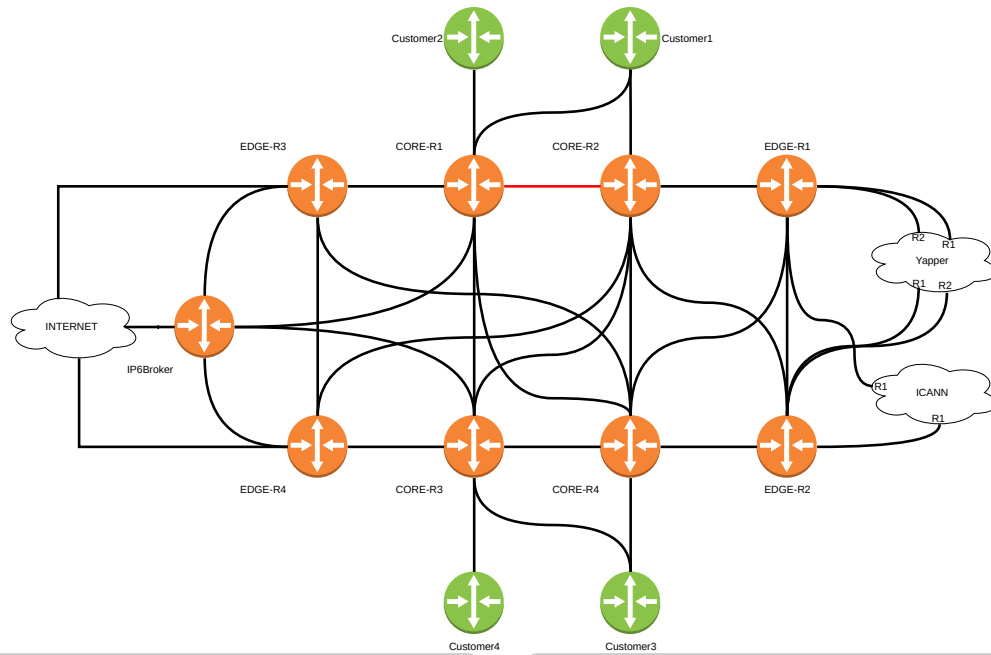 Customer2
Customer1
EDGE-R3
CORE-R1
CORE-R2
EDGE-R1
R2
R1
Yapper
R1
R2
INTERNET
IP6Broker
R1
ICANN
R1
EDGE-R4
CORE-R3
CORE-R4
EDGE-R2
Customer4
Customer3